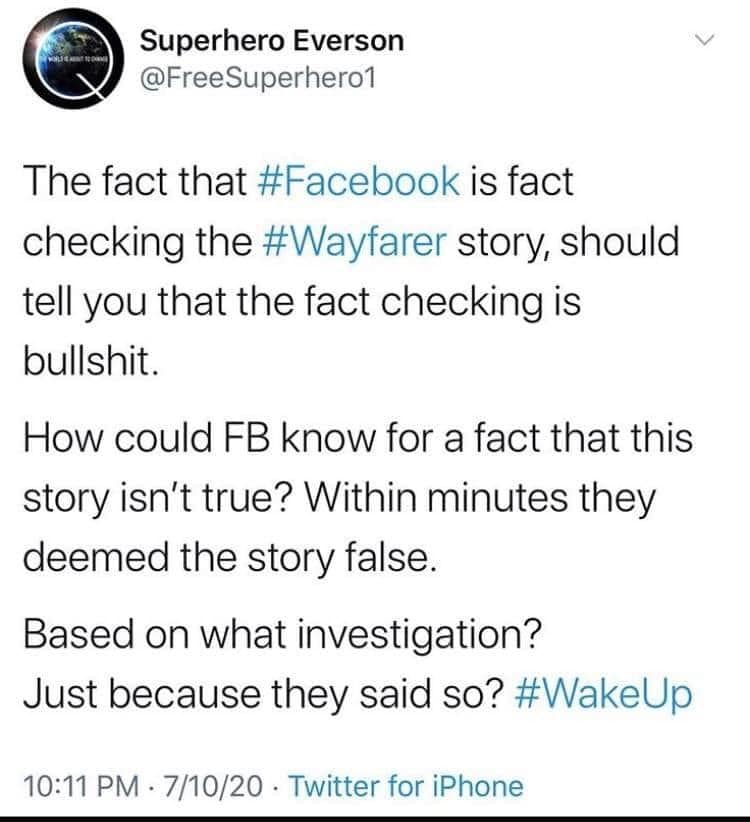 Superhero Everson
@FreeSuperhero1
The fact that #Facebook is fact
checking the #Wayfarer story, should
tell you that the fact checking is
bullshit.
How could FB know for a fact that this
story isn't true? Within minutes they
deemed the story false.
Based on what investigation?
Just because they said so? #WakeUp
10:11 PM · 7/10/20 · Twitter for iPhone